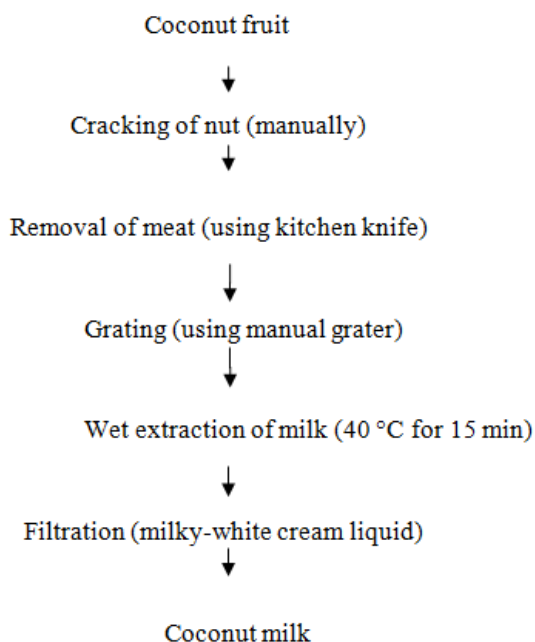 Coconut fruit
Cracking of nut (manually)
Removal of meat (using kitchen knife)
Grating (using manual grater)
Wet extraction of milk (40 °C for 15 min)
Filtration (milky-white cream liquid)
Coconut milk